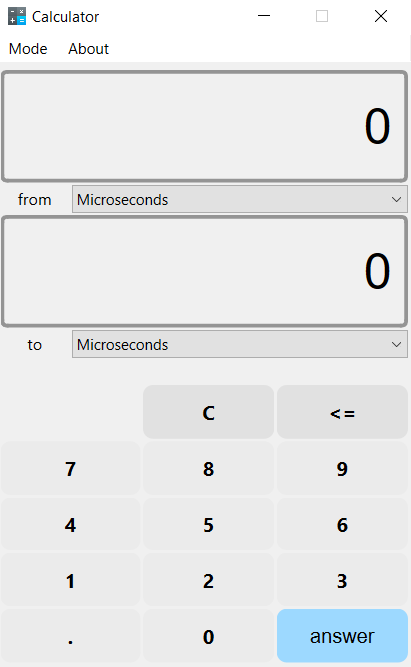 Calculator
Mode About
0
from Microseconds
0
to Microseconds
C <=
7 8 9
4 5 6
1 2 3
. 0 answer